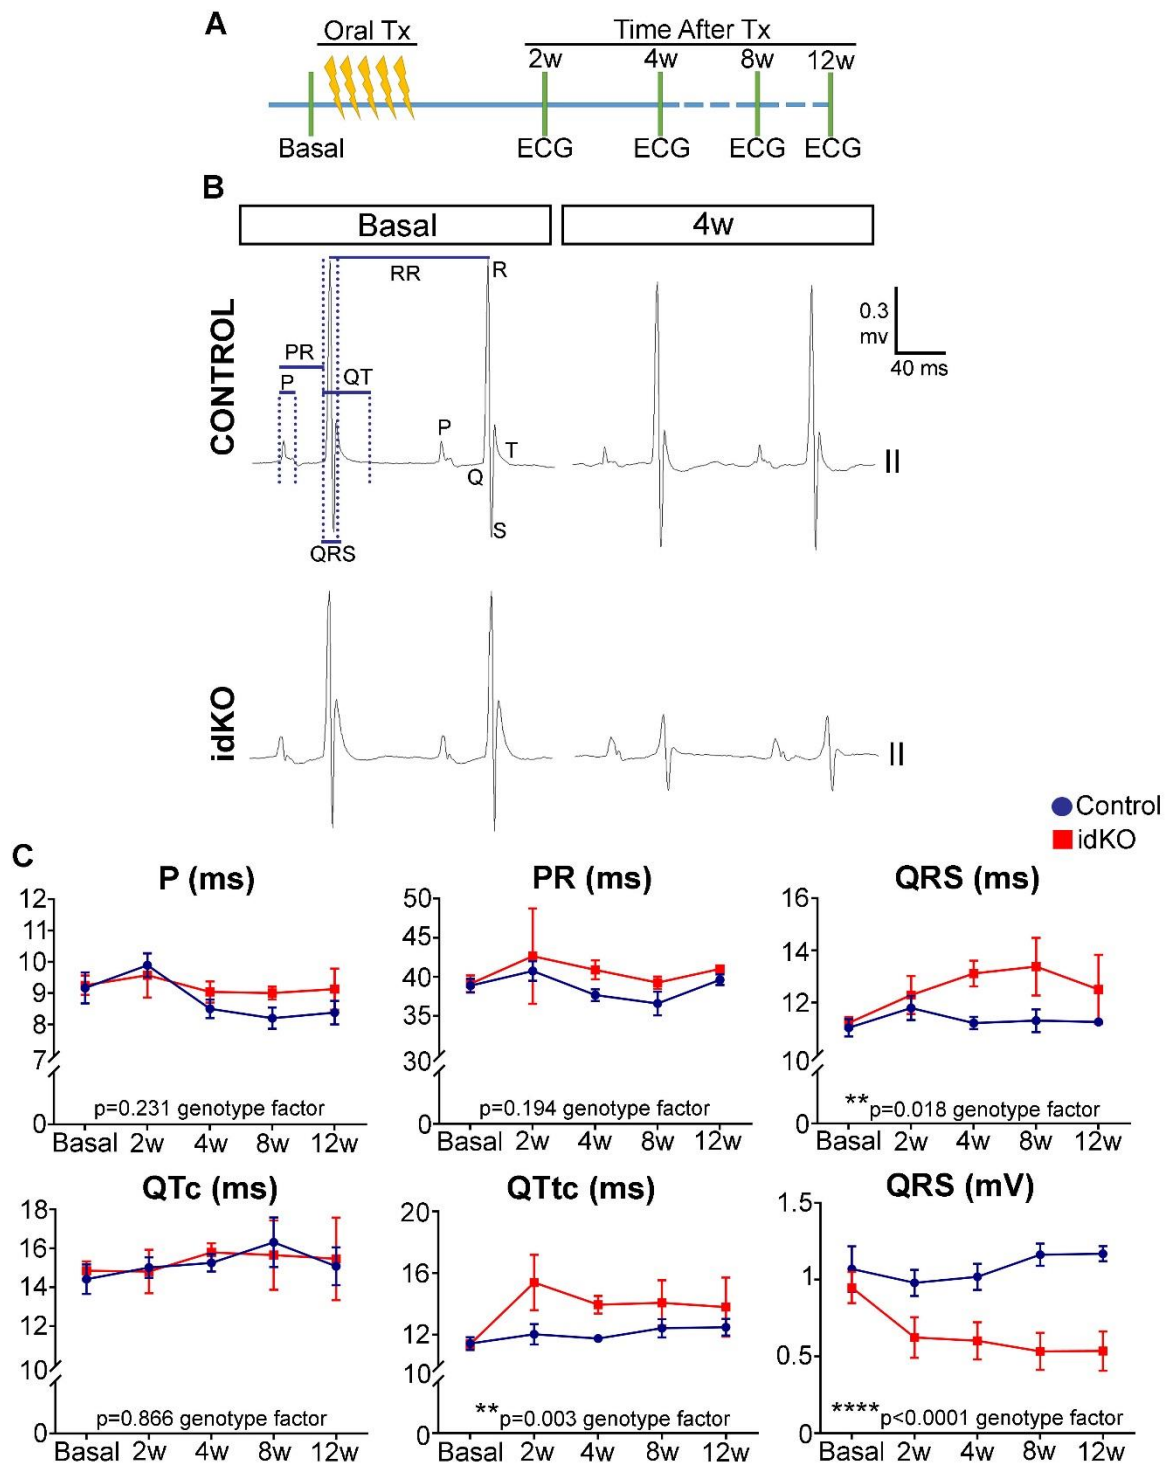 A
Oral Tx
Time After Tx
2w 4w 8w 12w
Basal ECG ECG ECG ECG
B
Basal 4w
CONTROL
RR R
0.3
mv
40 ms
PR
P QT
P T
Q
II
S
QRS
idKO
II
Control
idKO
C
P (ms) PR (ms) QRS (ms)
12
11
10
9
8
7
0
p=0.231 genotype factor
Basal 2w 4w 8w 12w
50
45
40
35
30
0
p=0.194 genotype factor
Basal 2w 4w 8w 12w
16
14
12
10
0
**p=0.018 genotype factor
Basal 2w 4w 8w 12w
QTc (ms) QTtc (ms) QRS (mV)
18
16
14
12
10
0
p=0.866 genotype factor
Basal 2w 4w 8w 12w
20
16
12
10
0
**p=0.003 genotype factor
Basal 2w 4w 8w 12w
1.5
1
0.5
0
****p<0.0001 genotype factor
Basal 2w 4w 8w 12w